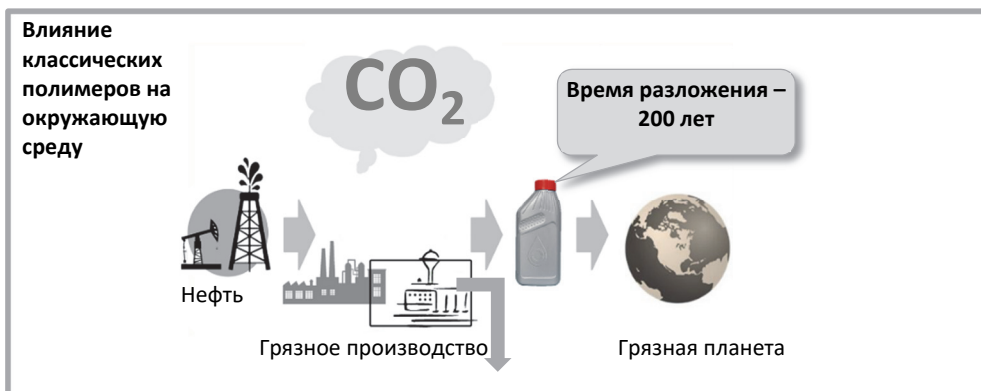 Влияние
классических
полимеров на
окружающую
среду
CO₂
Время разложения –
200 лет
Нефть
Грязное производство
Грязная планета